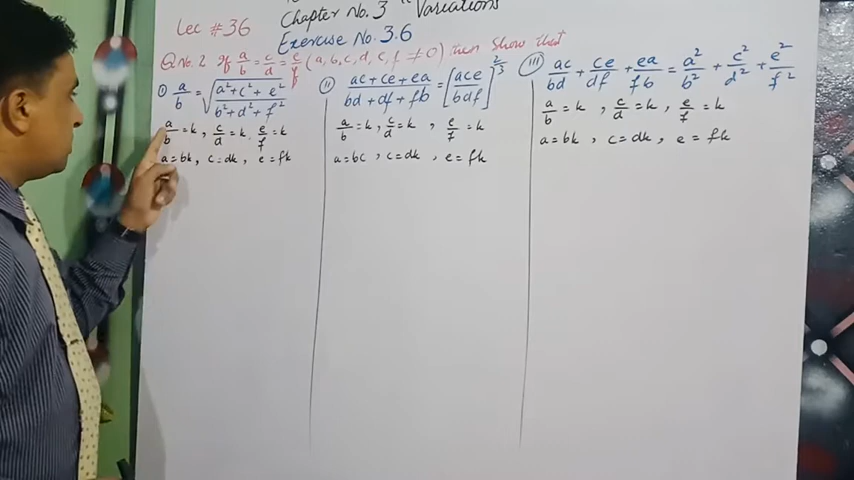 Lec #36
Chapter No. 3 "Variations
Exercise No. 3.6
Q No. 2 If a/b = c/d = e/f (a, b, c, d, e, f ≠ 0) then show that
(i) a/b = √(a²+c²+e² / b²+d²+f²)
a/b = k, c/d = k, e/f = k
a = bk, c = dk, e = fk
(ii) ac+ce+ea / bd+df+fb = [ace/bdf]^2/3
a/b = k, c/d = k, e/f = k
a = bc, c = dk, e = fk
(iii) ac/bd + ce/df + ea/fb = a²/b² + c²/d² + e²/f²
a/b = k, c/d = k, e/f = k
a = bk, c = dk, e = fk